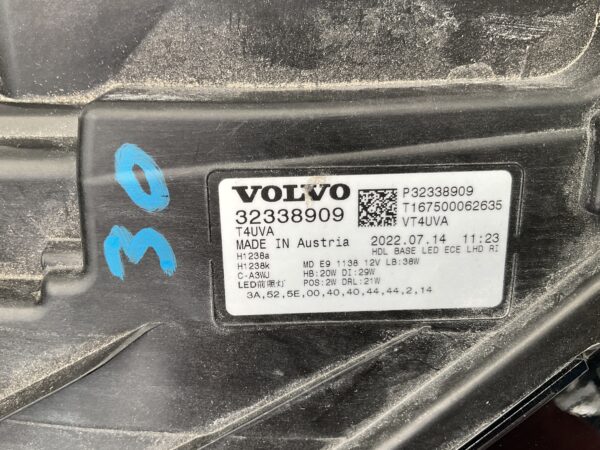 30
VOLVO
32338909
T4UVA
MADE IN Austria
P32338909
T167500062635
VT4UVA
2022.07.14 11:23
HDL BASE LED ECE LHD RI
H1238a
H1238k
C-A3WJ
LED前照灯
MD E9 1138 12V LB:38W
HB:20W DI:29W
POS:2W DRL:21W
3A,52,5E,00,40,40,44,44,2,14